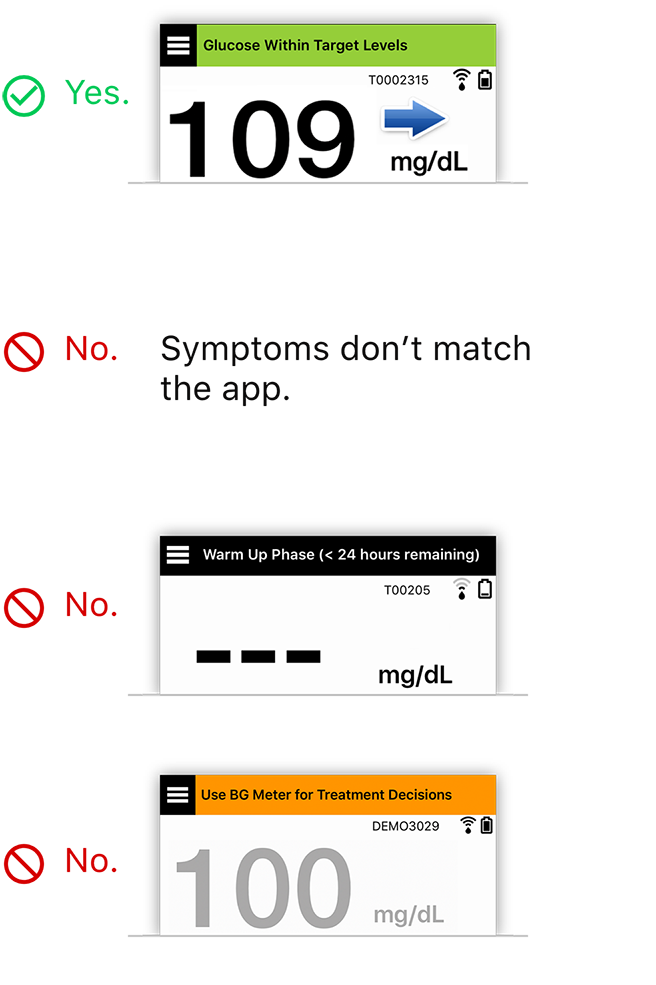 Glucose Within Target Levels
T0002315
Yes.
109
mg/dL
No.
Symptoms don’t match
the app.
Warm Up Phase (< 24 hours remaining)
T00205
No.
---
mg/dL
Use BG Meter for Treatment Decisions
DEMO3029
No.
100
mg/dL